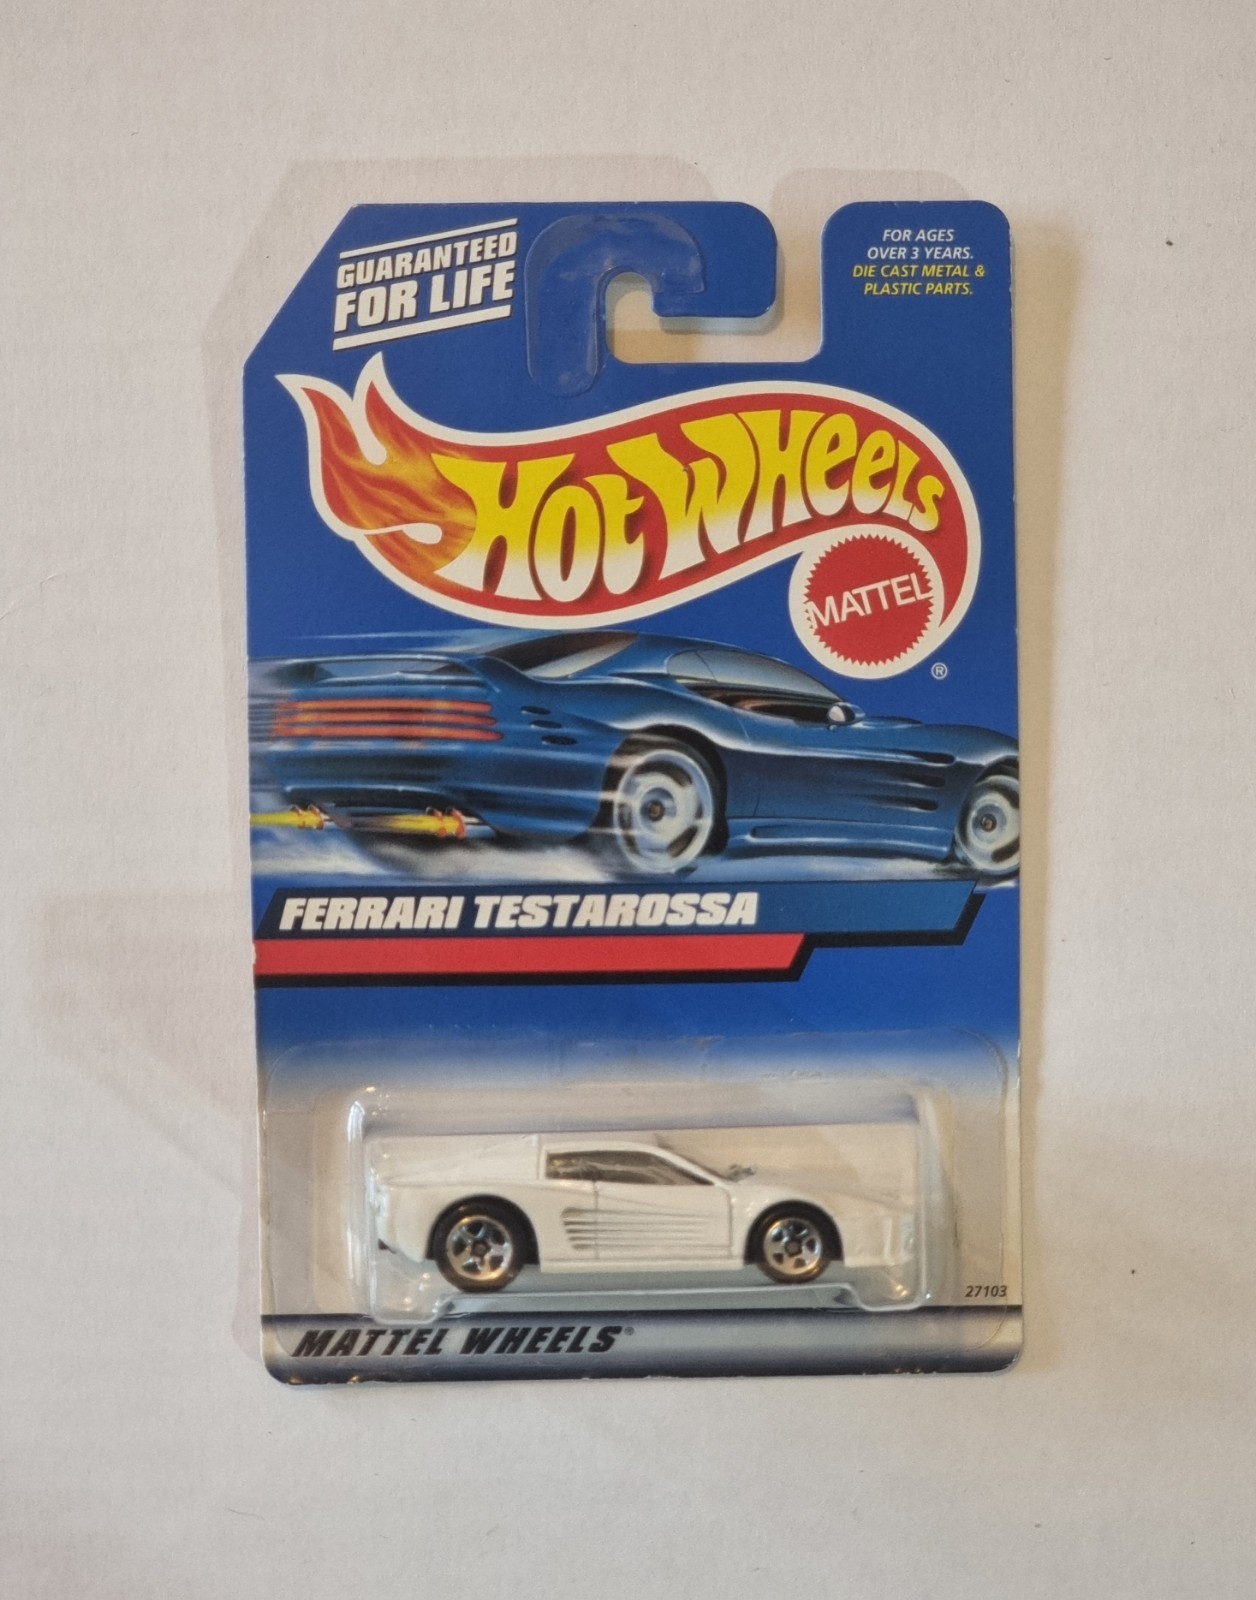 GUARANTEED
FOR LIFE
FOR AGES
OVER 3 YEARS.
DIE CAST METAL &
PLASTIC PARTS.
HOT WHEELS
MATTEL
®
FERRARI TESTAROSSA
27103
MATTEL WHEELS®